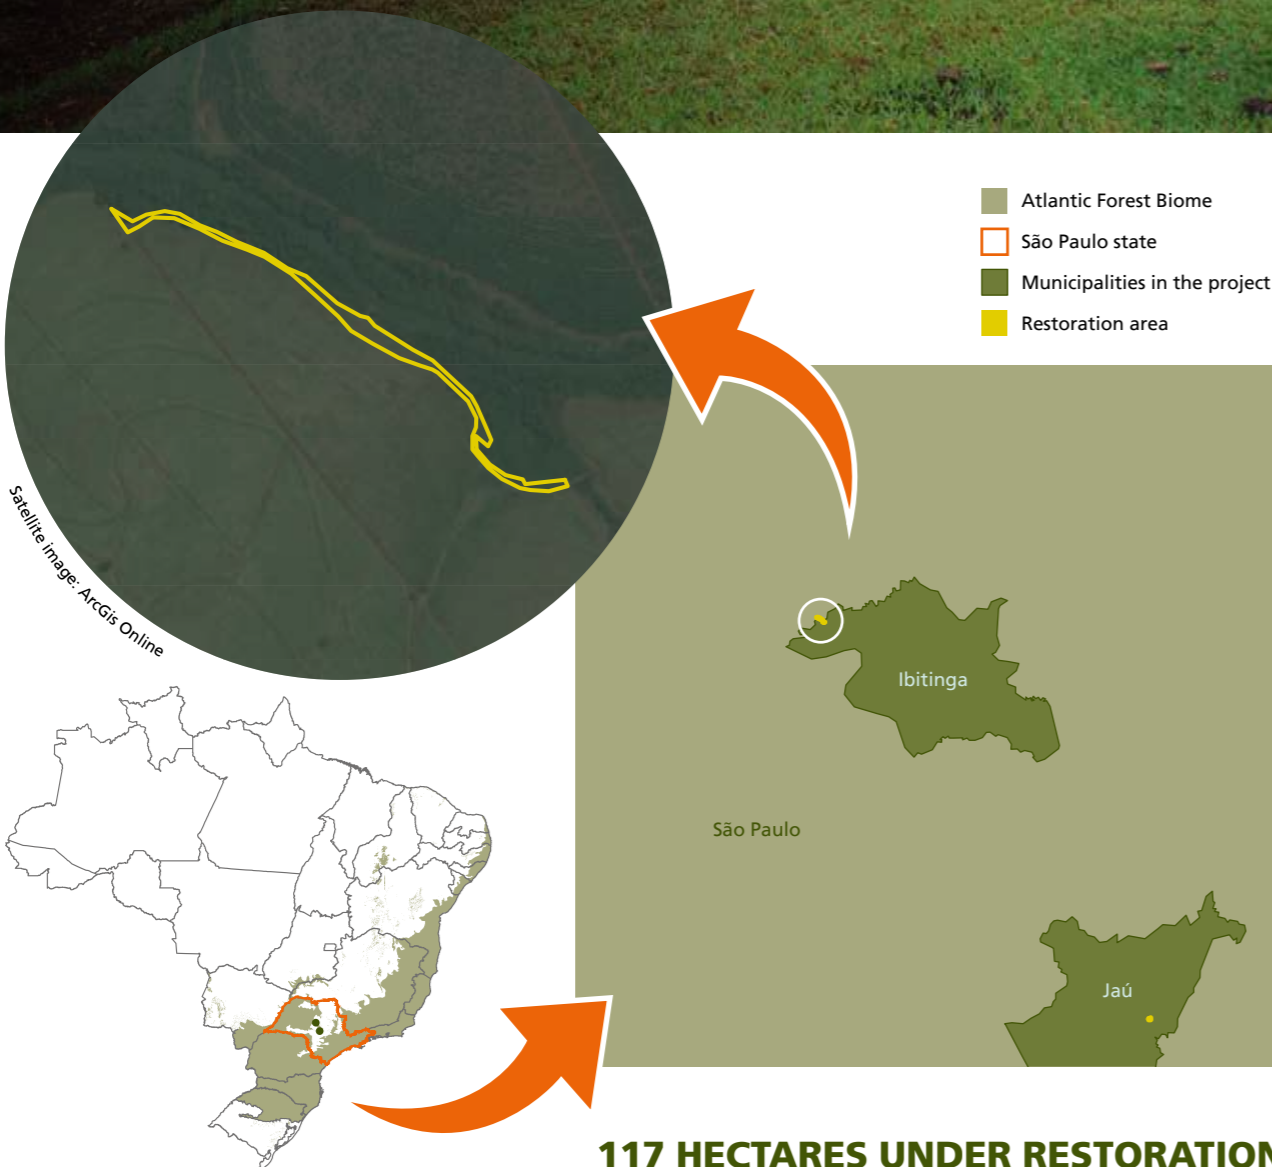 Atlantic Forest Biome
São Paulo state
Municipalities in the project
Restoration area
Satellite image: ArcGis Online
Ibitinga
São Paulo
Jaú
117 HECTARES UNDER RESTORATION